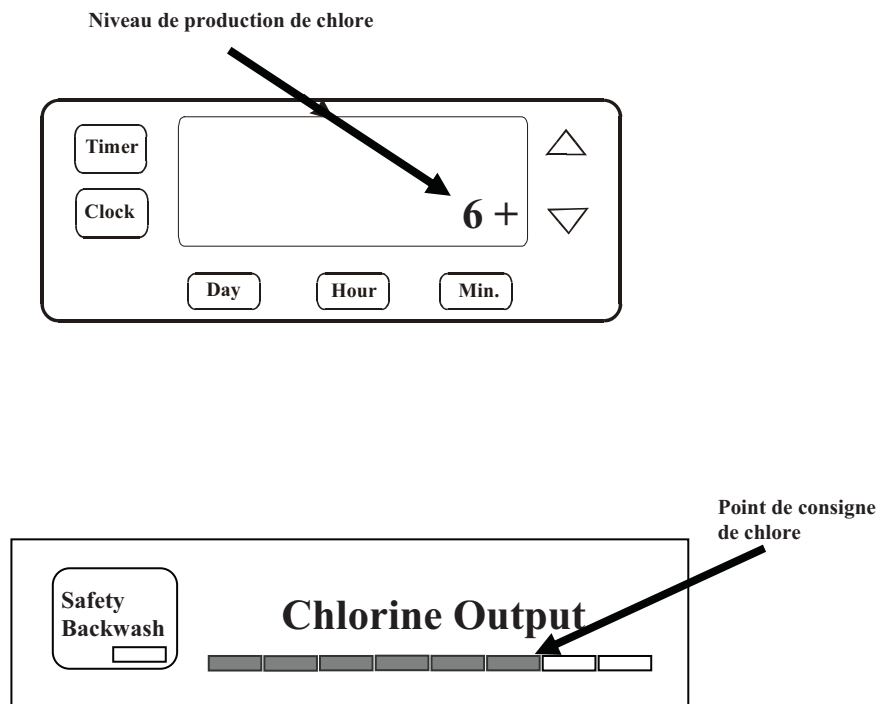 Niveau de production de chlore
Timer
Clock
6 +
Day Hour Min.
Point de consigne
de chlore
Safety
Backwash
Chlorine Output